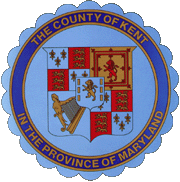 THE COUNTY OF KENT
IN THE PROVINCE OF MARYLAND